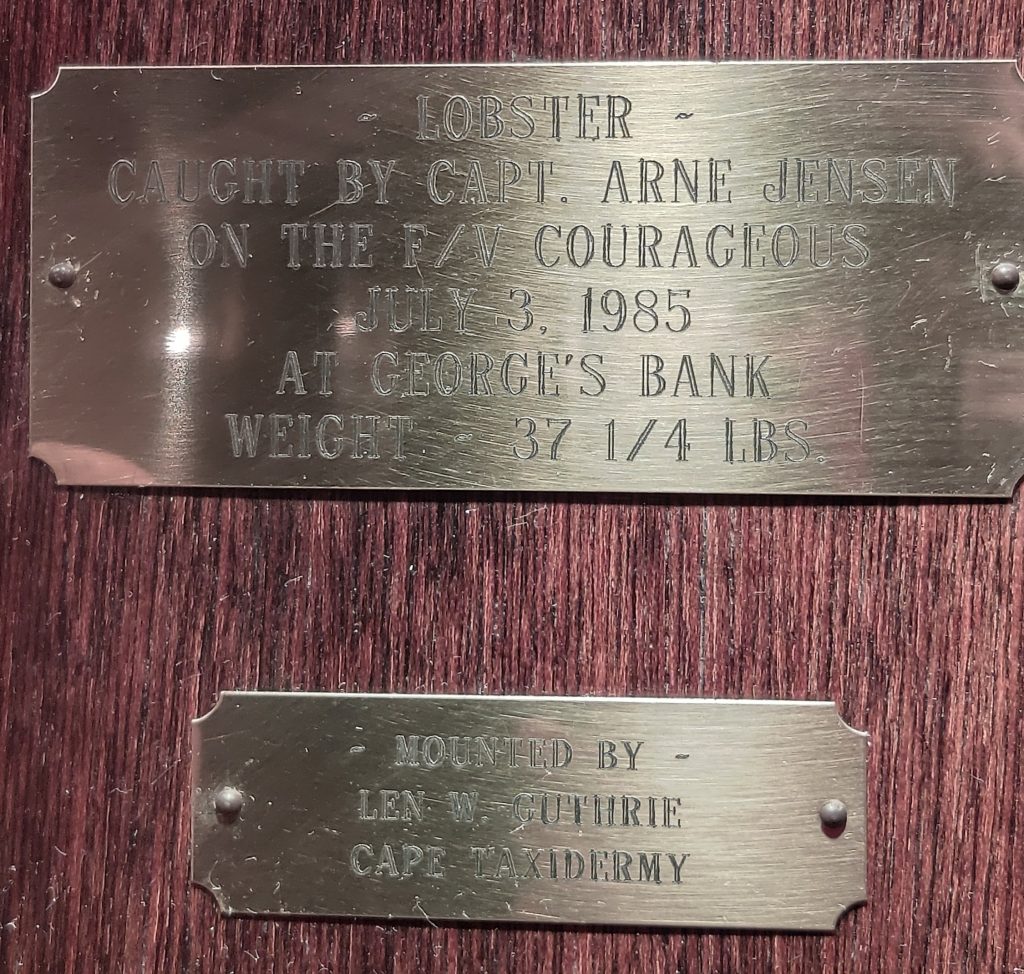 ~ LOBSTER ~
CAUGHT BY CAPT. ARNE JENSEN
ON THE F/V COURAGEOUS
JULY 3, 1985
AT GEORGE'S BANK
WEIGHT ~ 37 1/4 LBS.
~ MOUNTED BY ~
LEN W. GUTHRIE
CAPE TAXIDERMY